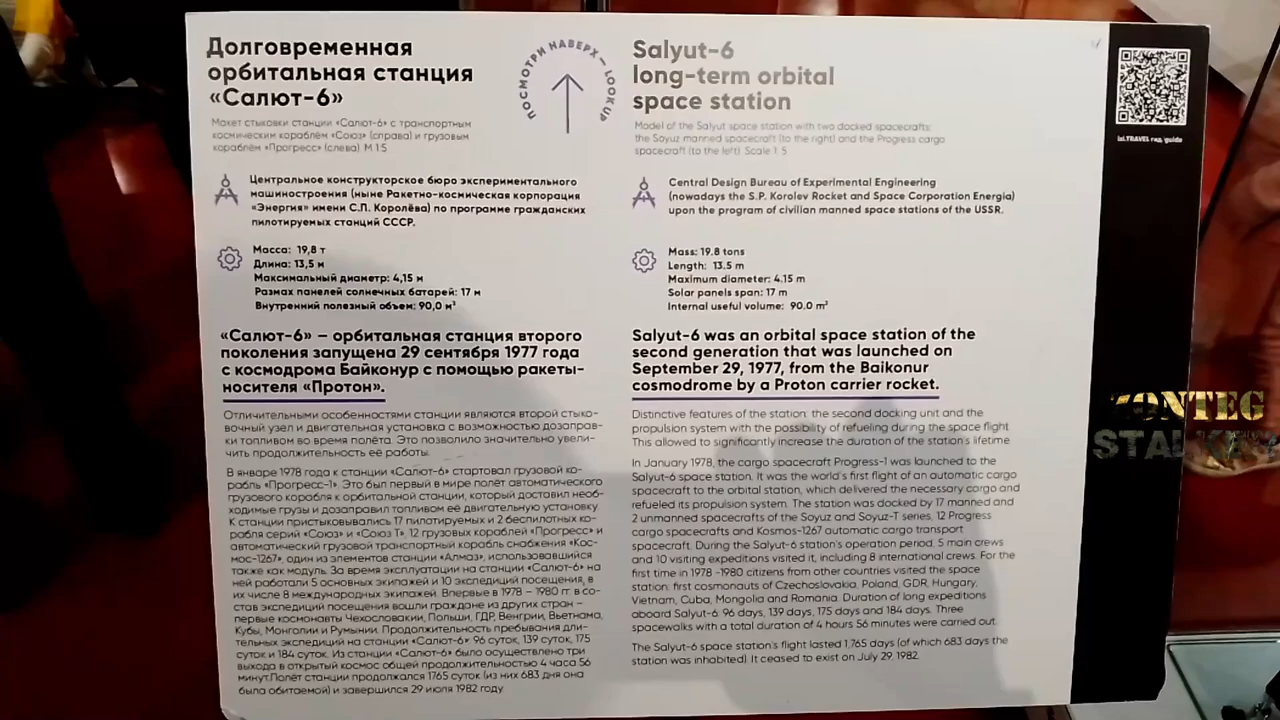 Долговременная
орбитальная станция
«Салют-6»
Макет стыковки станции «Салют-6» с транспортным
космическим кораблём «Союз» (справа) и грузовым
кораблём «Прогресс» (слева) М 1:5
ПОСМОТРИ НАВЕРХ — LOOK UP
Центральное конструкторское бюро экспериментального
машиностроения (ныне Ракетно-космическая корпорация
«Энергия» имени С.П. Королёва) по программе гражданских
пилотируемых станций СССР.
Масса: 19,8 т
Длина: 13,5 м
Максимальный диаметр: 4,15 м
Размах панелей солнечных батарей: 17 м
Внутренний полезный объем: 90,0 м³
«Салют-6» – орбитальная станция второго
поколения запущена 29 сентября 1977 года
с космодрома Байконур с помощью ракеты-
носителя «Протон».
Отличительными особенностями станции являются второй стыко-
вочный узел и двигательная установка с возможностью дозаправ-
ки топливом во время полёта. Это позволило значительно увели-
чить продолжительность её работы.
В январе 1978 года к станции «Салют-6» стартовал грузовой ко-
рабль «Прогресс-1». Это был первый в мире полёт автоматического
грузового корабля к орбитальной станции, который доставил необ-
ходимые грузы и дозаправил топливом её двигательную установку.
К станции пристыковывались 17 пилотируемых и 2 беспилотных ко-
рабля серий «Союз» и «Союз Т», 12 грузовых кораблей «Прогресс» и
автоматический грузовой транспортный корабль снабжения «Кос-
мос-1267», один из элементов станции «Алмаз», использовавшийся
также как модуль. За время эксплуатации на станции «Салют-6» на
ней работали 5 основных экипажей и 10 экспедиций посещения, в
их числе 8 международных экипажей. Впервые в 1978 – 1980 гг. в со-
став экспедиций посещения вошли граждане из других стран –
первые космонавты Чехословакии, Польши, ГДР, Венгрии, Вьетнама,
Кубы, Монголии и Румынии. Продолжительность пребывания дли-
тельных экспедиций на станции «Салют-6»: 96 суток, 139 суток, 175
суток и 184 суток. Из станции «Салют-6» было осуществлено три
выхода в открытый космос общей продолжительностью 4 часа 56
минут.Полёт станции продолжался 1765 суток (из них 683 дня она
была обитаемой) и завершился 29 июля 1982 году.
Salyut-6
long-term orbital
space station
Model of the Salyut space station with two docked spacecrafts:
the Soyuz manned spacecraft (to the right) and the Progress cargo
spacecraft (to the left). Scale 1:5
Central Design Bureau of Experimental Engineering
(nowadays the S.P. Korolev Rocket and Space Corporation Energia)
upon the program of civilian manned space stations of the USSR.
Mass: 19.8 tons
Length: 13.5 m
Maximum diameter: 4.15 m
Solar panels span: 17 m
Internal useful volume: 90.0 m³
Salyut-6 was an orbital space station of the
second generation that was launched on
September 29, 1977, from the Baikonur
cosmodrome by a Proton carrier rocket.
Distinctive features of the station: the second docking unit and the
propulsion system with the possibility of refueling during the space flight.
This allowed to significantly increase the duration of the station's lifetime.
In January 1978, the cargo spacecraft Progress-1 was launched to the
Salyut-6 space station. It was the world's first flight of an automatic cargo
spacecraft to the orbital station, which delivered the necessary cargo and
refueled its propulsion system. The station was docked by 17 manned and
2 unmanned spacecrafts of the Soyuz and Soyuz-T series, 12 Progress
cargo spacecrafts and Kosmos-1267 automatic cargo transport
spacecraft. During the Salyut-6 station's operation period, 5 main crews
and 10 visiting expeditions visited it, including 8 international crews. For the
first time in 1978 -1980 citizens from other countries visited the space
station: first cosmonauts of Czechoslovakia, Poland, GDR, Hungary,
Vietnam, Cuba, Mongolia and Romania. Duration of long expeditions
aboard Salyut-6: 96 days, 139 days, 175 days and 184 days. Three
spacewalks with a total duration of 4 hours 56 minutes were carried out.
The Salyut-6 space station's flight lasted 1,765 days (of which 683 days the
station was inhabited). It ceased to exist on July 29, 1982.
izi.TRAVEL гид/guide
ZONTEG
STALKER